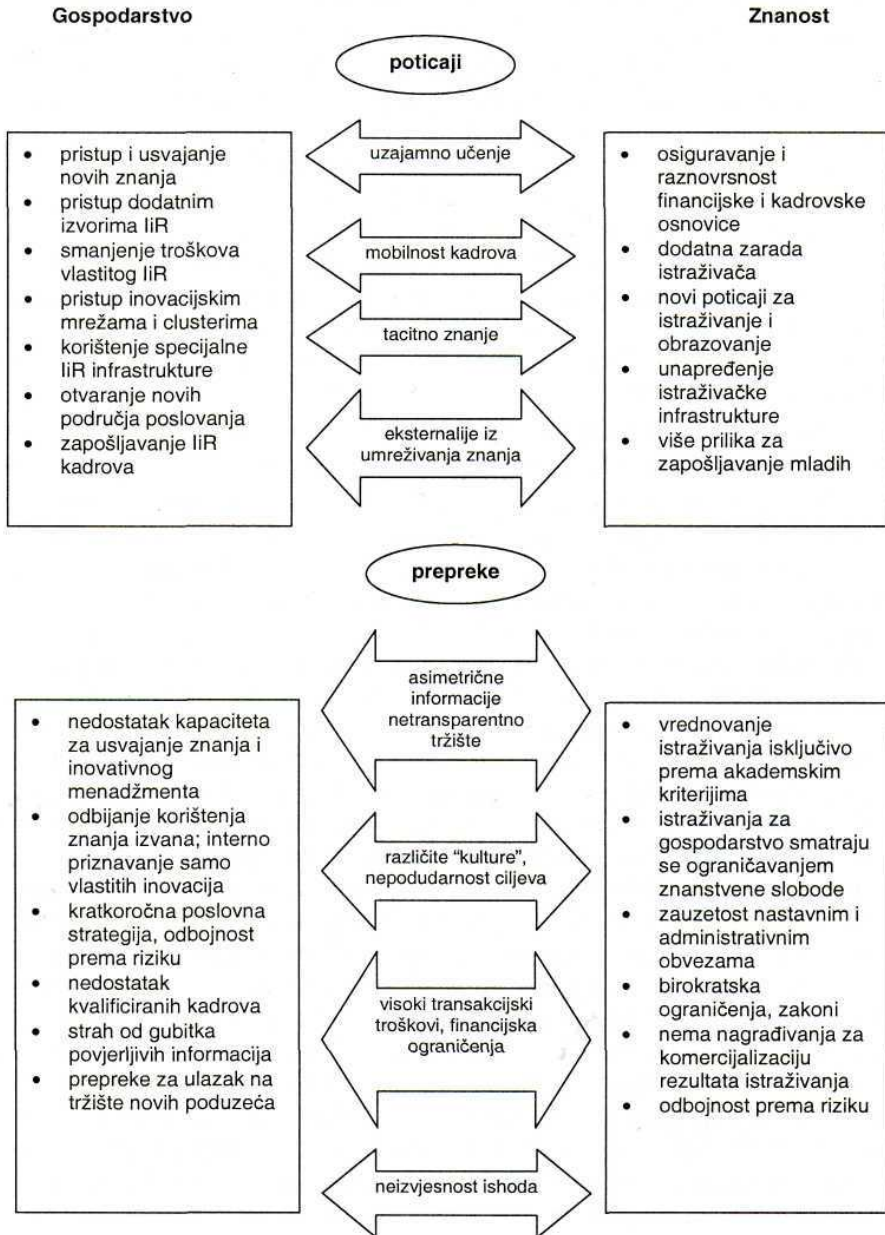 Gospodarstvo
Znanost
poticaji
• pristup i usvajanje
novih znanja
• pristup dodatnim
izvorima IiR
• smanjenje troškova
vlastitog IiR
• pristup inovacijskim
mrežama i clusterima
• korištenje specijalne
IiR infrastrukture
• otvaranje novih
područja poslovanja
• zapošljavanje IiR
kadrova
uzajamno učenje
mobilnost kadrova
tacitno znanje
eksternalije iz
umreživanja znanja
• osiguravanje i
raznovrsnost
financijske i kadrovske
osnovice
• dodatna zarada
istraživača
• novi poticaji za
istraživanje i
obrazovanje
• unapređenje
istraživačke
infrastrukture
• više prilika za
zapošljavanje mladih
prepreke
• nedostatak kapaciteta
za usvajanje znanja i
inovativnog
menadžmenta
• odbijanje korištenja
znanja izvana; interno
priznavanje samo
vlastitih inovacija
• kratkoročna poslovna
strategija, odbojnost
prema riziku
• nedostatak
kvalificiranih kadrova
• strah od gubitka
povjerljivih informacija
• prepreke za ulazak na
tržište novih poduzeća
asimetrične
informacije
netransparentno
tržište
različite “kulture”,
nepodudarnost ciljeva
visoki transakcijski
troškovi, financijska
ograničenja
neizvjesnost ishoda
• vrednovanje
istraživanja isključivo
prema akademskim
kriterijima
• istraživanja za
gospodarstvo smatraju
se ograničavanjem
znanstvene slobode
• zauzetost nastavnim i
administrativnim
obvezama
• birokratska
ograničenja, zakoni
• nema nagrađivanja za
komercijalizaciju
rezultata istraživanja
• odbojnost prema riziku